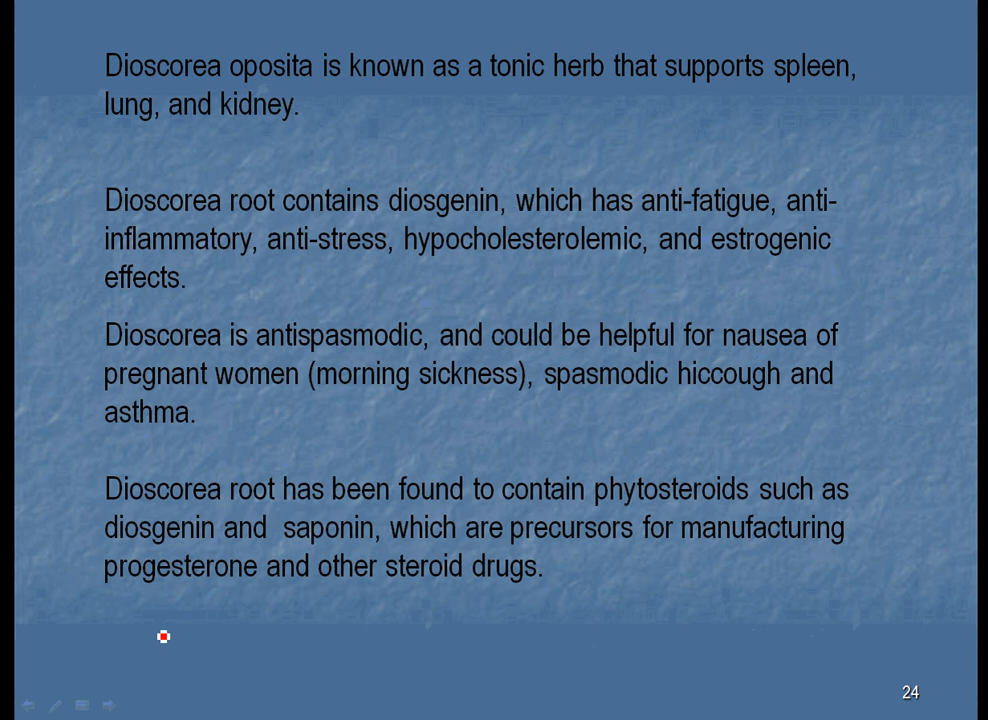 Dioscorea oposita is known as a tonic herb that supports spleen,
lung, and kidney.
Dioscorea root contains diosgenin, which has anti-fatigue, anti-
inflammatory, anti-stress, hypocholesterolemic, and estrogenic
effects.
Dioscorea is antispasmodic, and could be helpful for nausea of
pregnant women (morning sickness), spasmodic hiccough and
asthma.
Dioscorea root has been found to contain phytosteroids such as
diosgenin and  saponin, which are precursors for manufacturing
progesterone and other steroid drugs.
24